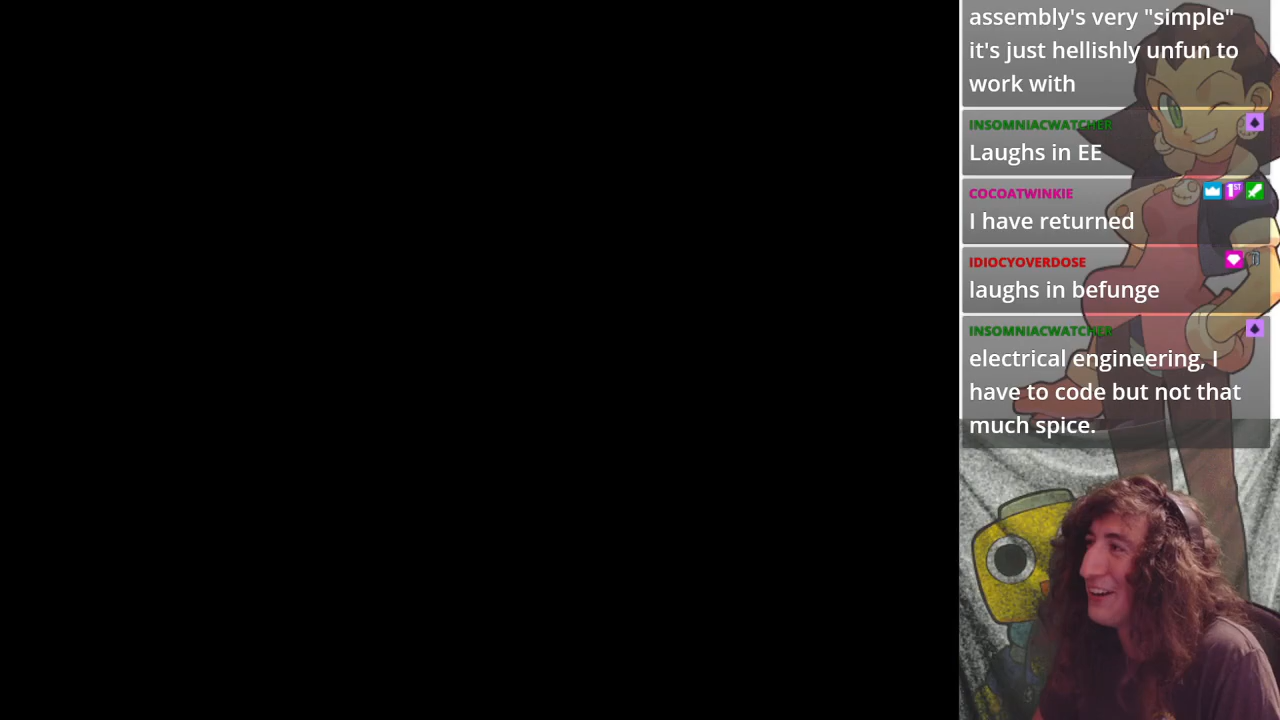 assembly's very "simple"
it's just hellishly unfun to
work with
INSOMNIACWATCHER
Laughs in EE
COCOATWINKIE
1ST
I have returned
IDIOCYOVERDOSE
laughs in befunge
INSOMNIACWATCHER
electrical engineering, I
have to code but not that
much spice.